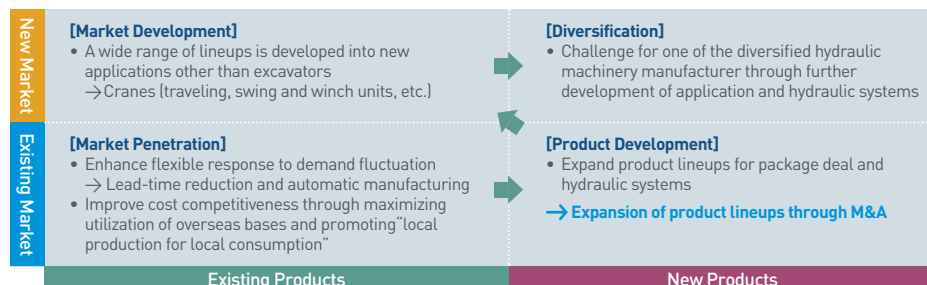 New Market
[Market Development]
• A wide range of lineups is developed into new
applications other than excavators
→Cranes (traveling, swing and winch units, etc.)
[Diversification]
• Challenge for one of the diversified hydraulic
machinery manufacturer through further
development of application and hydraulic systems
Existing Market
[Market Penetration]
• Enhance flexible response to demand fluctuation
→ Lead-time reduction and automatic manufacturing
• Improve cost competitiveness through maximizing
utilization of overseas bases and promoting“local
production for local consumption”
[Product Development]
• Expand product lineups for package deal and
hydraulic systems
→ Expansion of product lineups through M&A
Existing Products
New Products